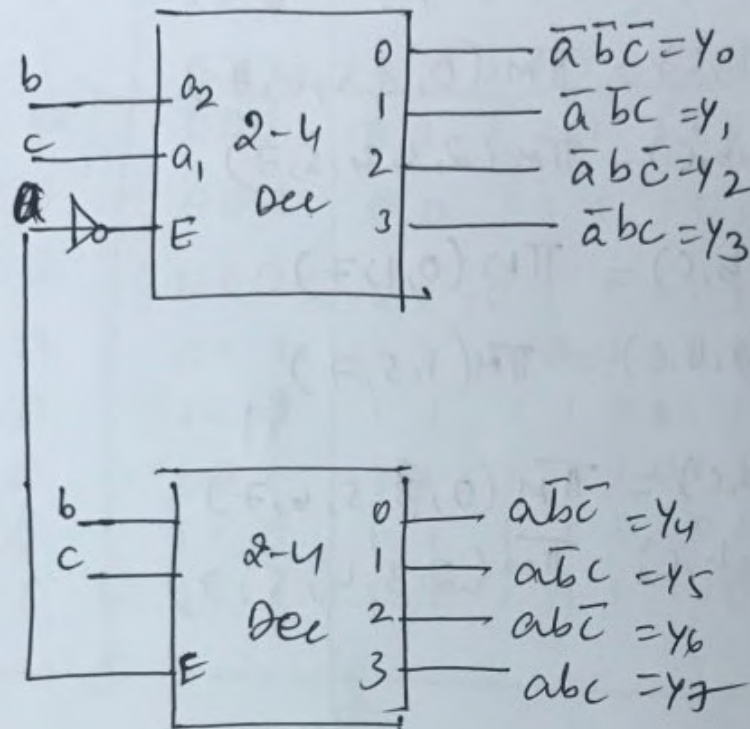 0 a̅ b̅ c̅ = Y₀
b a₂ 1 a̅ b̅ c = Y₁
c a₁ 2-4 2 a̅ b c̅ = Y₂
a E Dec 3 a̅ b c = Y₃
b 0 a b̅ c̅ = Y₄
c 2-4 1 a b̅ c = Y₅
Dec 2 a b c̅ = Y₆
E 3 a b c = Y₇